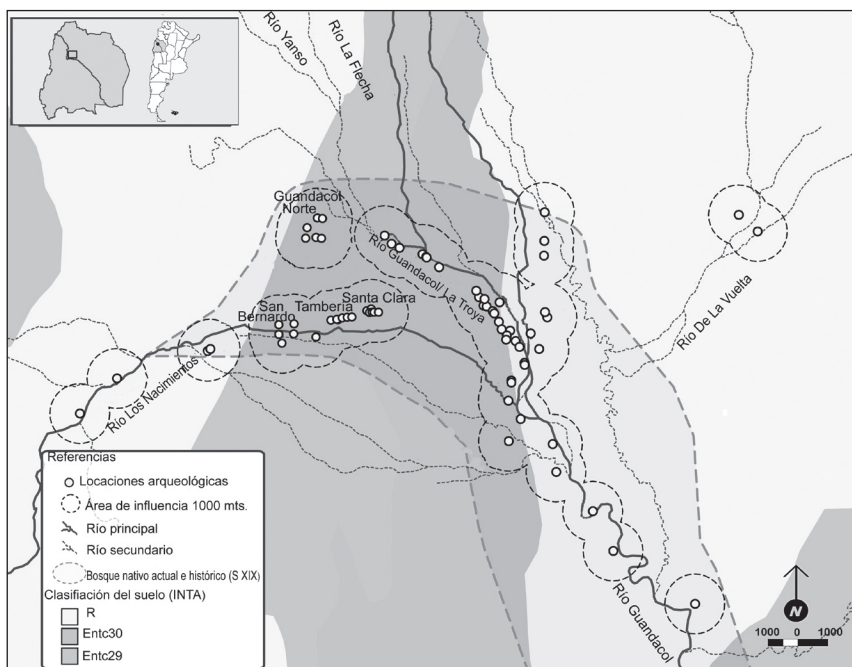 Río Yanso
Río La Flecha
Guandacol
Norte
Río Guandacol/ La Troya
San
Bernardo
Tambería
Santa Clara
Río De La Vuelta
Río Los Nacimientos
Río Guandacol
Referencias
Locaciones arqueológicas
Área de influencia 1000 mts.
Río principal
Río secundario
Bosque nativo actual e histórico (S XIX)
Clasifiación del suelo (INTA)
R
Entc30
Entc29
N
1000 0 1000